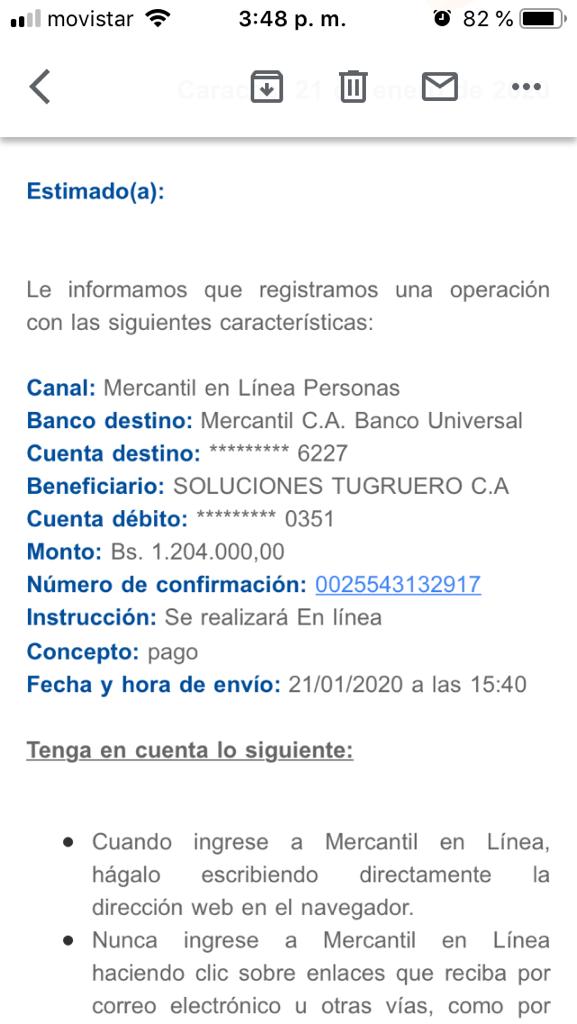 movistar 3:48 p. m. 82 %
Caracas, 21 de enero de 2020
Estimado(a):
Le informamos que registramos una operación
con las siguientes características:
Canal: Mercantil en Línea Personas
Banco destino: Mercantil C.A. Banco Universal
Cuenta destino: ********* 6227
Beneficiario: SOLUCIONES TUGRUERO C.A
Cuenta débito: ********* 0351
Monto: Bs. 1.204.000,00
Número de confirmación: 0025543132917
Instrucción: Se realizará En línea
Concepto: pago
Fecha y hora de envío: 21/01/2020 a las 15:40
Tenga en cuenta lo siguiente:
• Cuando ingrese a Mercantil en Línea,
hágalo escribiendo directamente la
dirección web en el navegador.
• Nunca ingrese a Mercantil en Línea
haciendo clic sobre enlaces que reciba por
correo electrónico u otras vías, como por